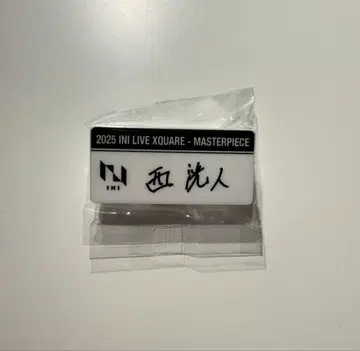 2025 INI LIVE XQUARE - MASTERPIECE
INI
西 洸人